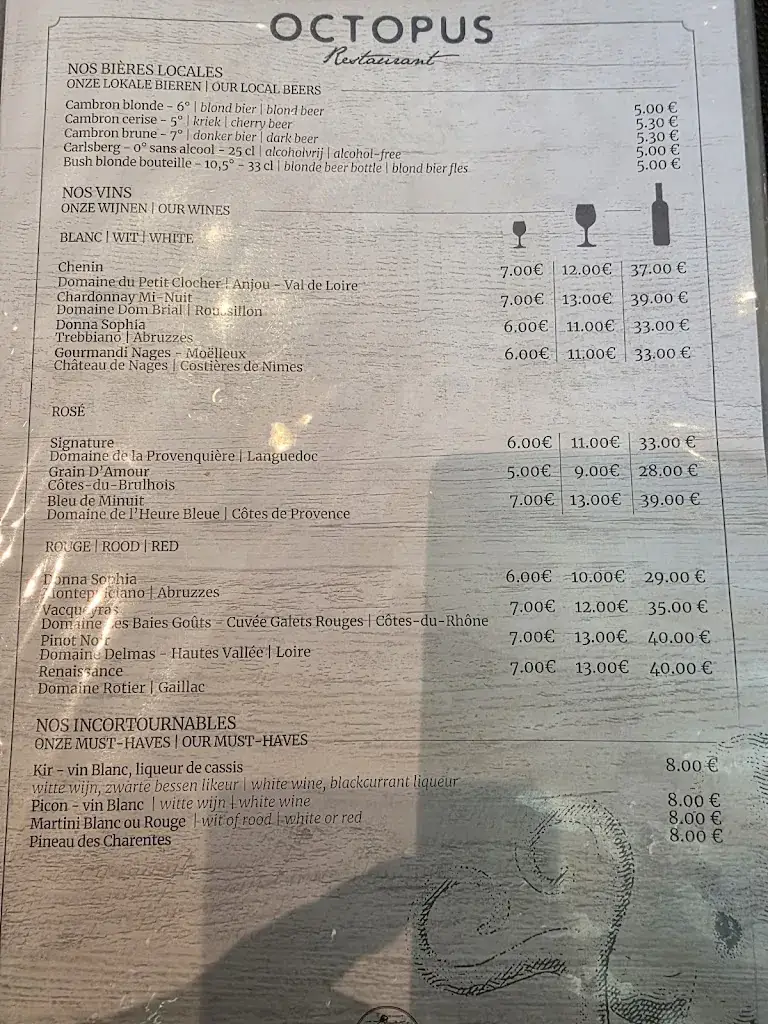 OCTOPUS
Restaurant
NOS BIÈRES LOCALES
ONZE LOKALE BIEREN | OUR LOCAL BEERS
Cambron blonde - 6° | blond bier | blond beer 5.00 €
Cambron cerise - 5° | kriek | cherry beer 5.30 €
Cambron brune - 7° | donker bier | dark beer 5.30 €
Carlsberg - 0° sans alcool - 25 cl | alcoholvrij | alcohol-free 5.00 €
Bush blonde bouteille - 10,5° - 33 cl | blonde beer bottle | blond bier fles 5.00 €
NOS VINS
ONZE WIJNEN | OUR WINES
BLANC | WIT | WHITE
Chenin 7.00€ 12.00€ 37.00 €
Domaine du Petit Clocher | Anjou - Val de Loire
Chardonnay Mi-Nuit 7.00€ 13.00€ 39.00 €
Domaine Dom Brial | Roussillon
Donna Sophia 6.00€ 11.00€ 33.00 €
Trebbiano | Abruzzes
Gourmandi Nages - Moëlleux 6.00€ 11.00€ 33.00 €
Château de Nages | Costières de Nimes
ROSÉ
Signature 6.00€ 11.00€ 33.00 €
Domaine de la Provenquière | Languedoc
Grain D'Amour 5.00€ 9.00€ 28.00 €
Côtes-du-Brulhois
Bleu de Minuit 7.00€ 13.00€ 39.00 €
Domaine de l'Heure Bleue | Côtes de Provence
ROUGE | ROOD | RED
Donna Sophia 6.00€ 10.00€ 29.00 €
Montepulciano | Abruzzes
Vacqueyras 7.00€ 12.00€ 35.00 €
Domaine des Baies Goûts - Cuvée Galets Rouges | Côtes-du-Rhône
Pinot Noir 7.00€ 13.00€ 40.00 €
Domaine Delmas - Hautes Vallée | Loire
Renaissance 7.00€ 13.00€ 40.00 €
Domaine Rotier | Gaillac
NOS INCORTOURNABLES
ONZE MUST-HAVES | OUR MUST-HAVES
Kir - vin Blanc, liqueur de cassis 8.00 €
witte wijn, zwarte bessen likeur | white wine, blackcurrant liqueur
Picon - vin Blanc | witte wijn | white wine 8.00 €
Martini Blanc ou Rouge | wit of rood | white or red 8.00 €
Pineau des Charentes 8.00 €